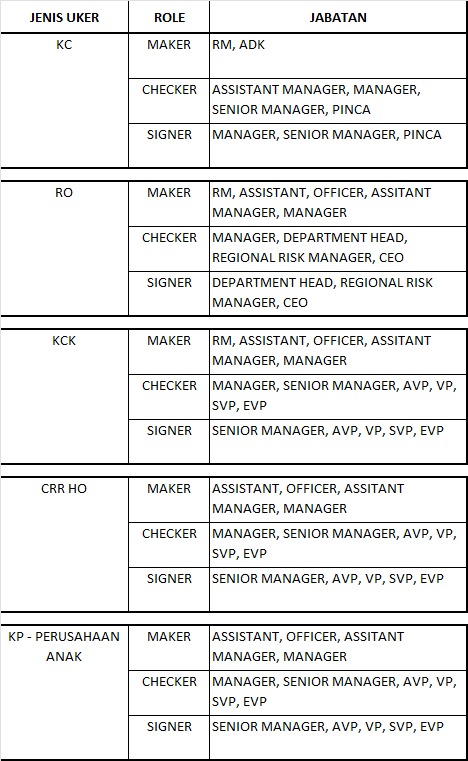 JENIS UKER ROLE JABATAN
KC MAKER RM, ADK
CHECKER ASSISTANT MANAGER, MANAGER,
SENIOR MANAGER, PINCA
SIGNER MANAGER, SENIOR MANAGER, PINCA
RO MAKER RM, ASSISTANT, OFFICER, ASSITANT
MANAGER, MANAGER
CHECKER MANAGER, DEPARTMENT HEAD,
REGIONAL RISK MANAGER, CEO
SIGNER DEPARTMENT HEAD, REGIONAL RISK
MANAGER, CEO
KCK MAKER RM, ASSISTANT, OFFICER, ASSITANT
MANAGER, MANAGER
CHECKER MANAGER, SENIOR MANAGER, AVP, VP,
SVP, EVP
SIGNER SENIOR MANAGER, AVP, VP, SVP, EVP
CRR HO MAKER ASSISTANT, OFFICER, ASSITANT
MANAGER, MANAGER
CHECKER MANAGER, SENIOR MANAGER, AVP, VP,
SVP, EVP
SIGNER SENIOR MANAGER, AVP, VP, SVP, EVP
KP - PERUSAHAAN MAKER ASSISTANT, OFFICER, ASSITANT
ANAK MANAGER, MANAGER
CHECKER MANAGER, SENIOR MANAGER, AVP, VP,
SVP, EVP
SIGNER SENIOR MANAGER, AVP, VP, SVP, EVP